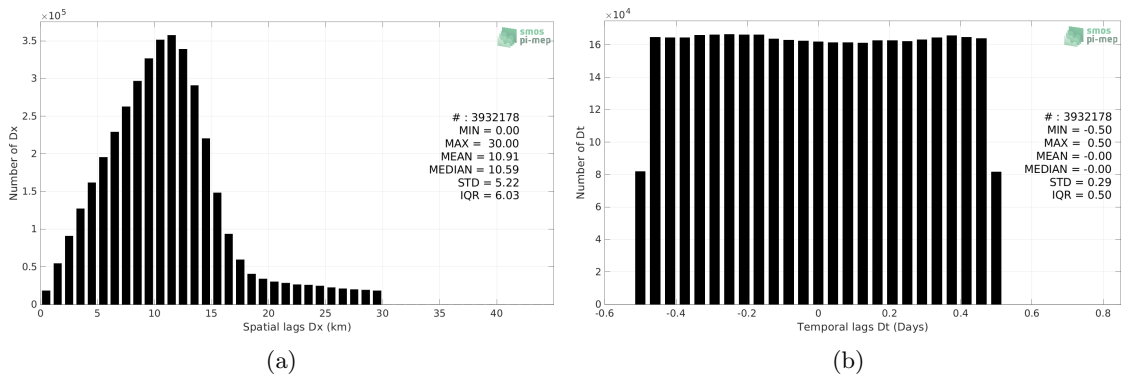 ×10^5
3.5
3
2.5
2
1.5
1
0.5
0
0 5 10 15 20 25 30 35 40
Number of Dx
Spatial lags Dx (km)
smos
pi-mep
# : 3932178
MIN = 0.00
MAX = 30.00
MEAN = 10.91
MEDIAN = 10.59
STD = 5.22
IQR = 6.03
(a)
×10^4
16
14
12
10
8
6
4
2
0
-0.6 -0.4 -0.2 0 0.2 0.4 0.6 0.8
Number of Dt
Temporal lags Dt (Days)
smos
pi-mep
# : 3932178
MIN = -0.50
MAX = 0.50
MEAN = -0.00
MEDIAN = -0.00
STD = 0.29
IQR = 0.50
(b)